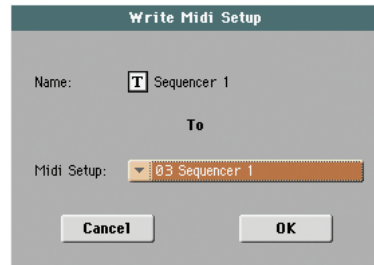 Write Midi Setup
Name: T Sequencer 1
To
Midi Setup: 03 Sequencer 1
Cancel OK